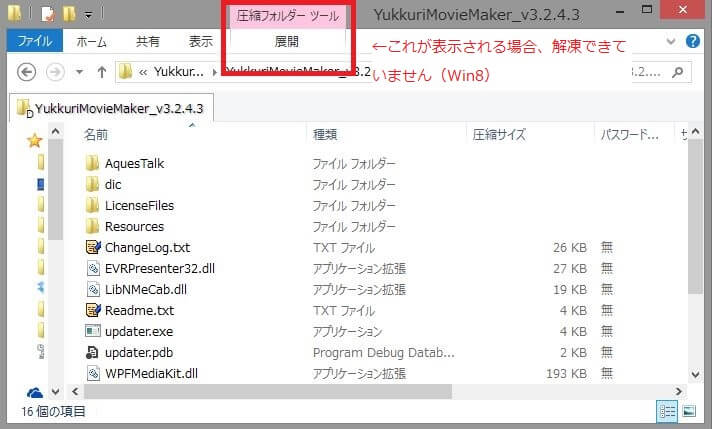 圧縮フォルダー ツール
YukkuriMovieMaker_v3.2.4.3
ファイル
ホーム
共有
表示
展開
←これが表示される場合、解凍できて
いません（Win8）
« Yukkur...
YukkuriMovieMaker_v3.2
3.2....
YukkuriMovieMaker_v3.2.4.3
名前 種類 圧縮サイズ パスワード... サ
AquesTalk ファイル フォルダー
dic ファイル フォルダー
LicenseFiles ファイル フォルダー
Resources ファイル フォルダー
ChangeLog.txt TXT ファイル 26 KB 無
EVRPresenter32.dll アプリケーション拡張 27 KB 無
LibNMeCab.dll アプリケーション拡張 24 KB 無
Readme.txt TXT ファイル 4 KB 無
updater.exe アプリケーション 4 KB 無
updater.pdb Program Debug Datab... 2 KB 無
WPFMediaKit.dll アプリケーション拡張 193 KB 無
16 個の項目